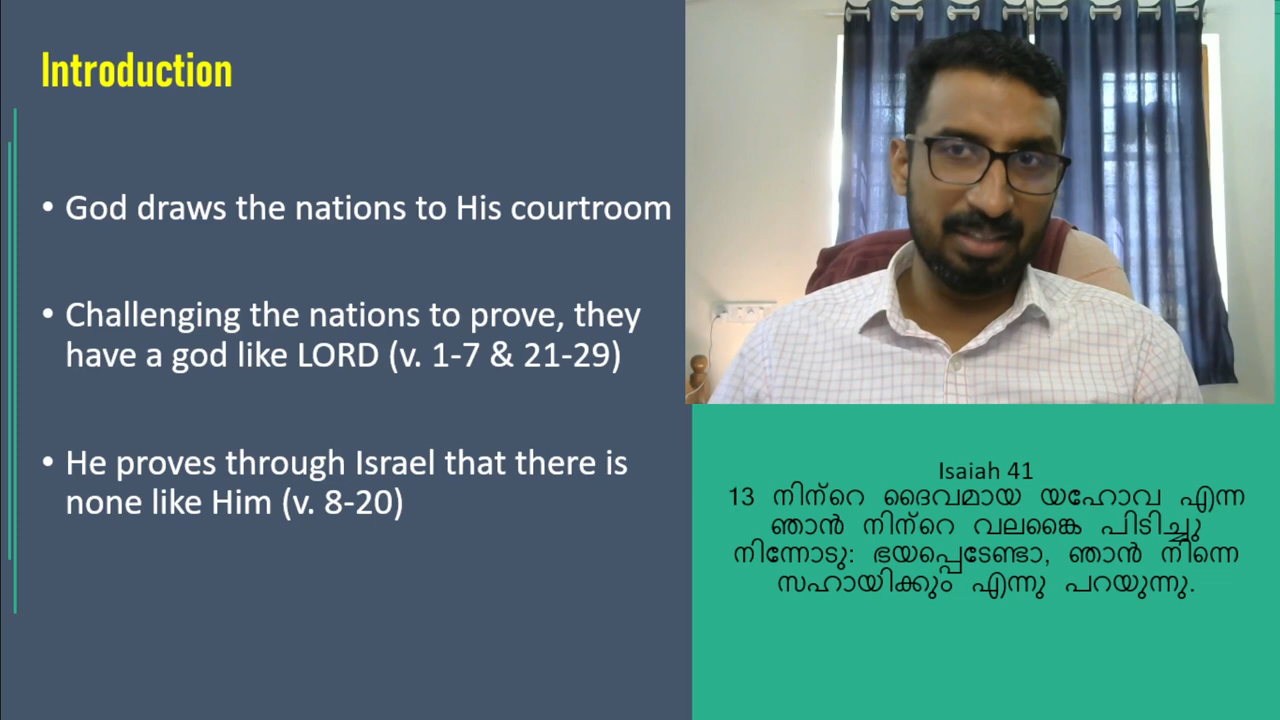 Introduction
• God draws the nations to His courtroom
• Challenging the nations to prove, they
have a god like LORD (v. 1-7 & 21-29)
• He proves through Israel that there is
none like Him (v. 8-20)
Isaiah 41
13 നിന്റെ ദൈവമായ യഹോവ എന്ന
ഞാൻ നിന്റെ വലങ്കൈ പിടിച്ചു
നിന്നോടു: ഭയപ്പെടേണ്ടാ, ഞാൻ നിന്നെ
സഹായിക്കും എന്നു പറയുന്നു.